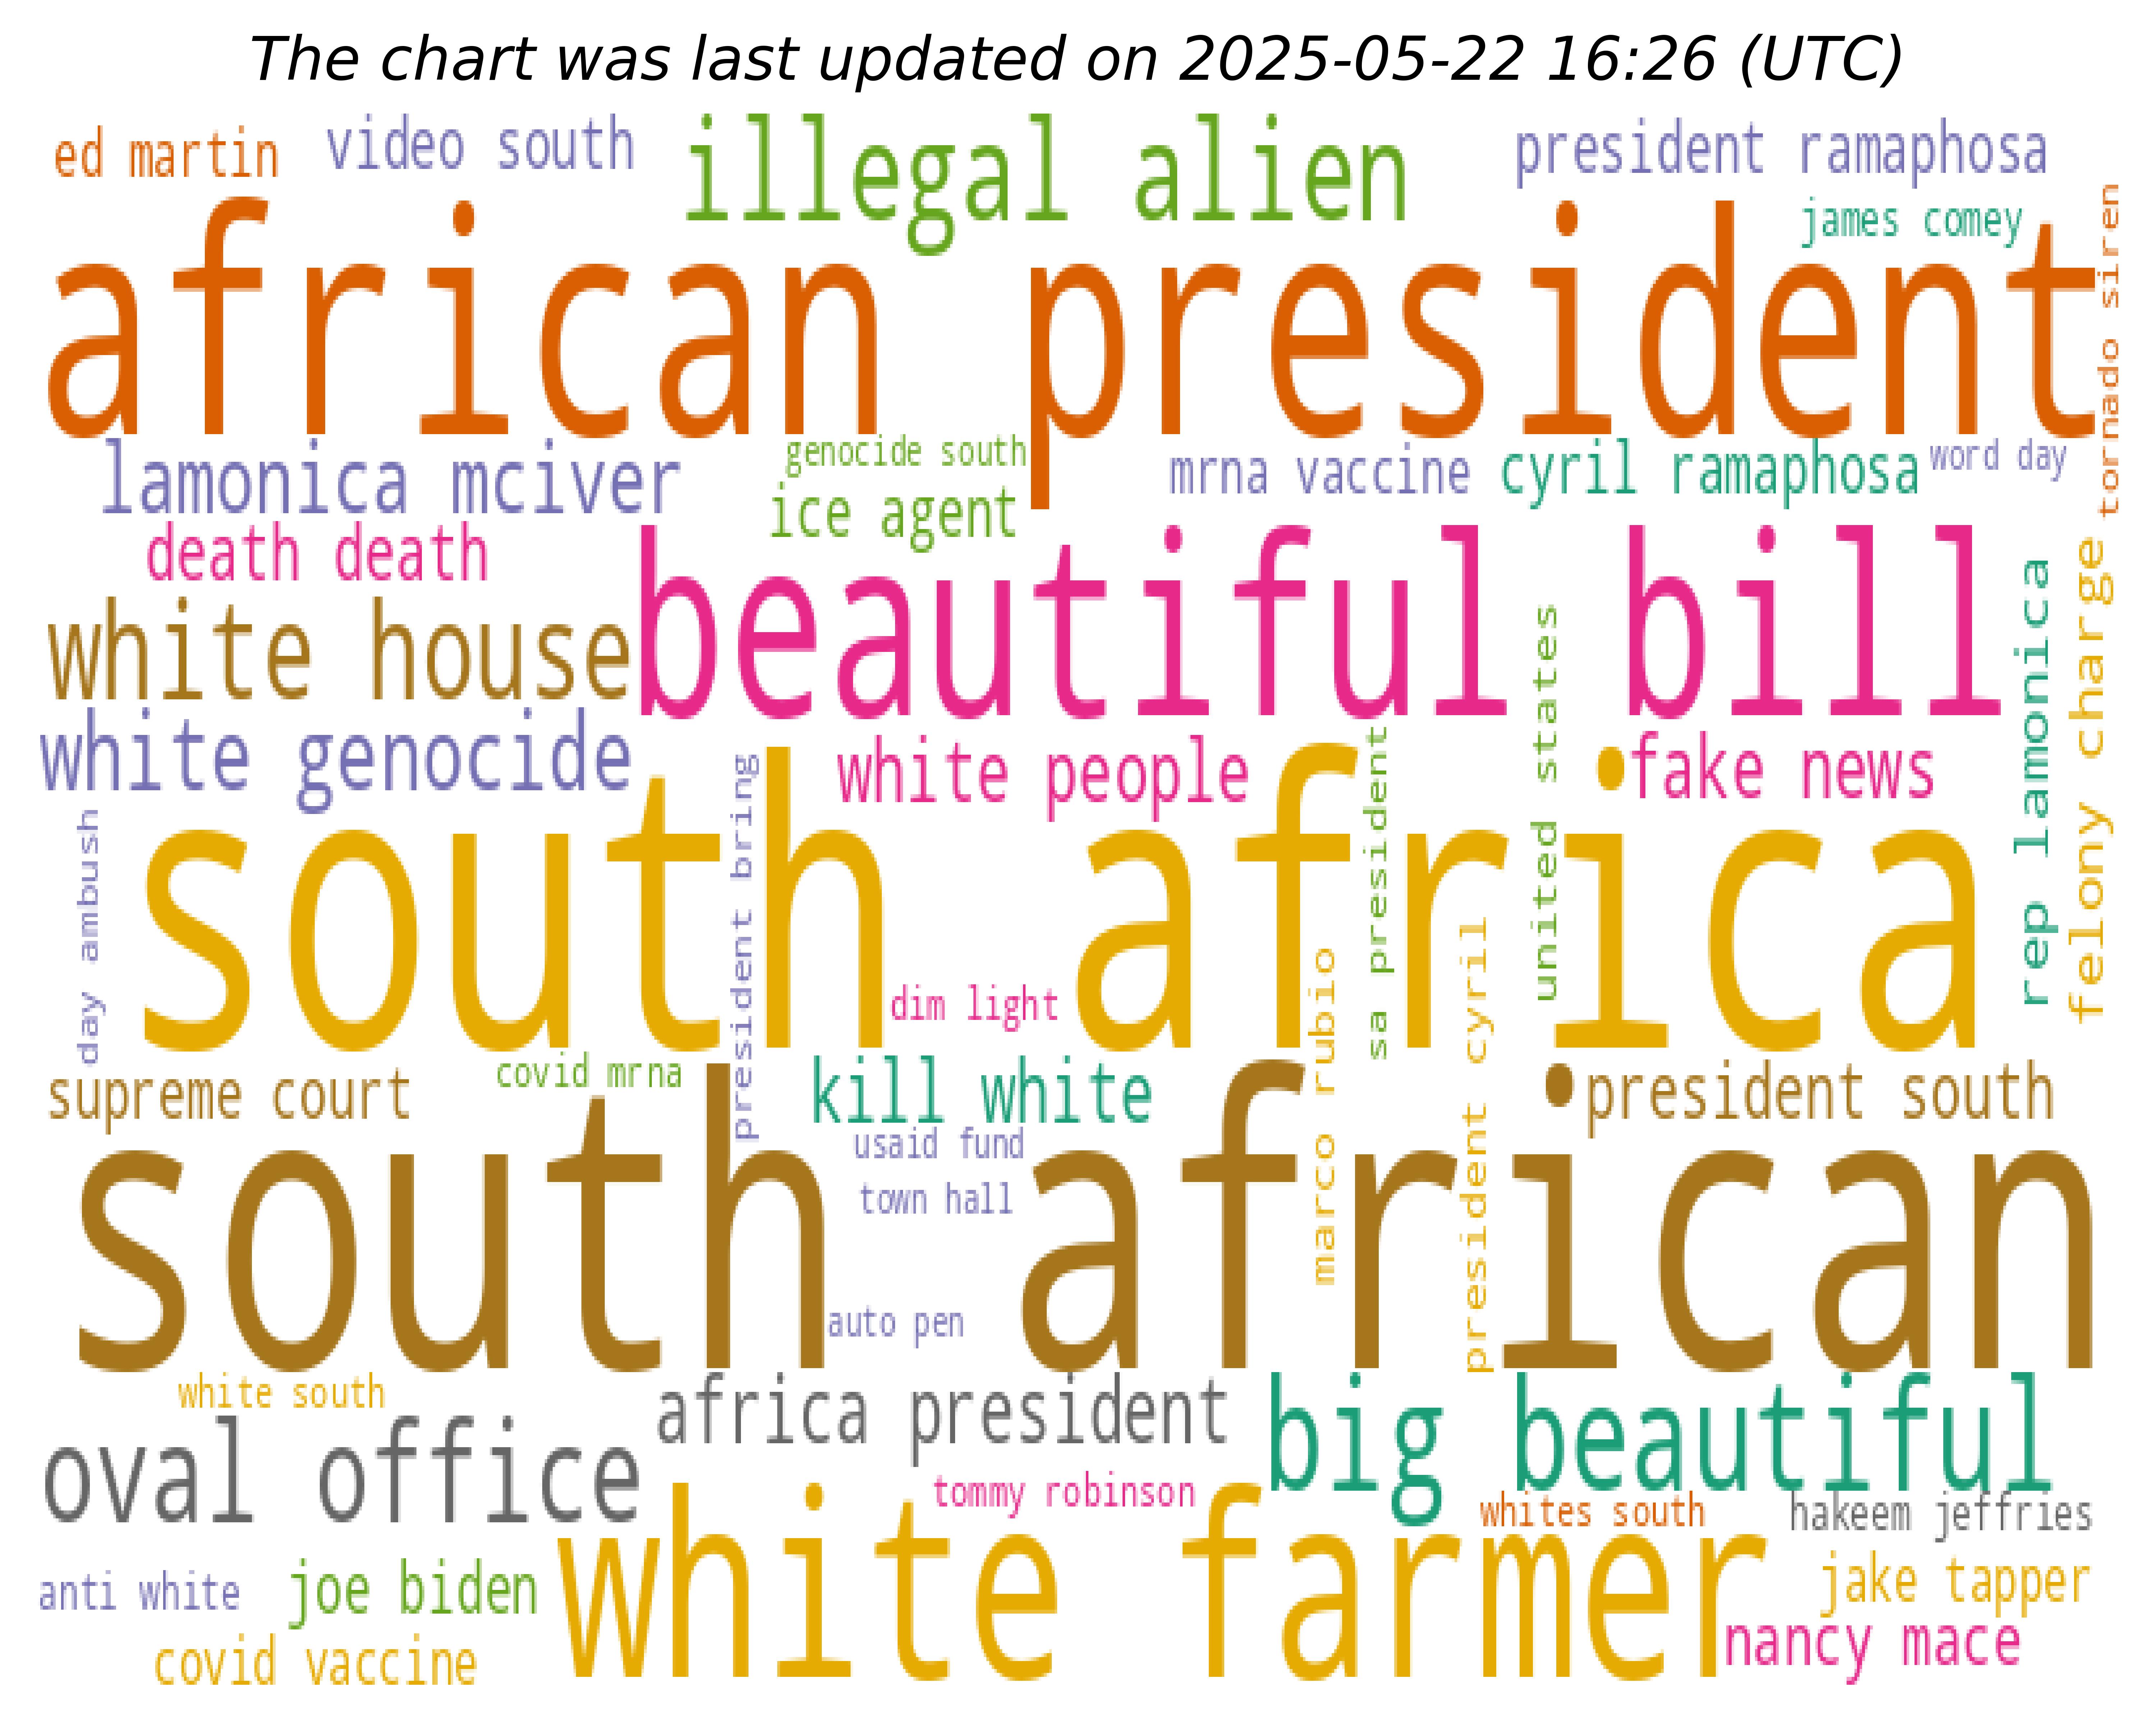 The chart was last updated on 2025-05-22 16:26 (UTC)
ed martin
video south
illegal alien
president ramaphosa
james comey
african president
tornado siren
lamonica mciver
genocide south
mrna vaccine
cyril ramaphosa
word day
ice agent
death death
beautiful bill
white house
united states
rep lamonica
felony charge
white genocide
white people
fake news
day ambush
south africa
president bring
sa president
dim light
marco rubio
president cyril
supreme court
covid mrna
kill white
president south
usaid fund
town hall
south african
auto pen
white south
africa president
big beautiful
oval office
tommy robinson
whites south
hakeem jeffries
white farmer
anti white
joe biden
jake tapper
covid vaccine
nancy mace